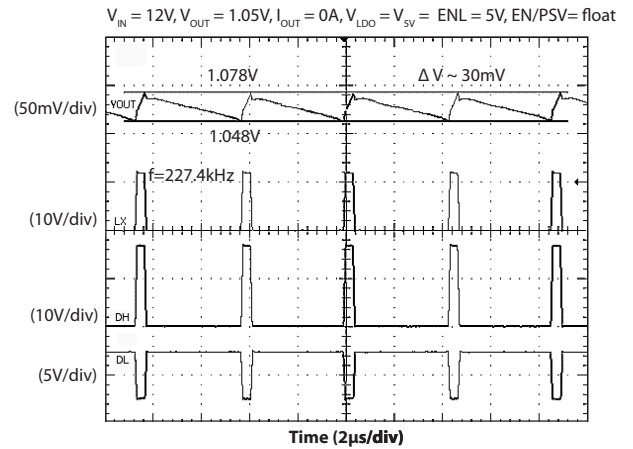 V_IN = 12V, V_OUT = 1.05V, I_OUT = 0A, V_LDO = V_5V = ENL = 5V, EN/PSV= float
1.078V
Δ V ~ 30mV
(50mV/div)
VOUT
1.048V
f=227.4kHz
(10V/div)
LX
(10V/div)
DH
DL
(5V/div)
Time (2µs/div)